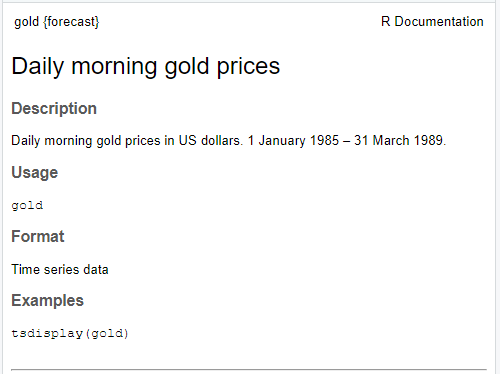 gold {forecast} R Documentation
Daily morning gold prices
Description
Daily morning gold prices in US dollars. 1 January 1985 – 31 March 1989.
Usage
gold
Format
Time series data
Examples
tsdisplay(gold)